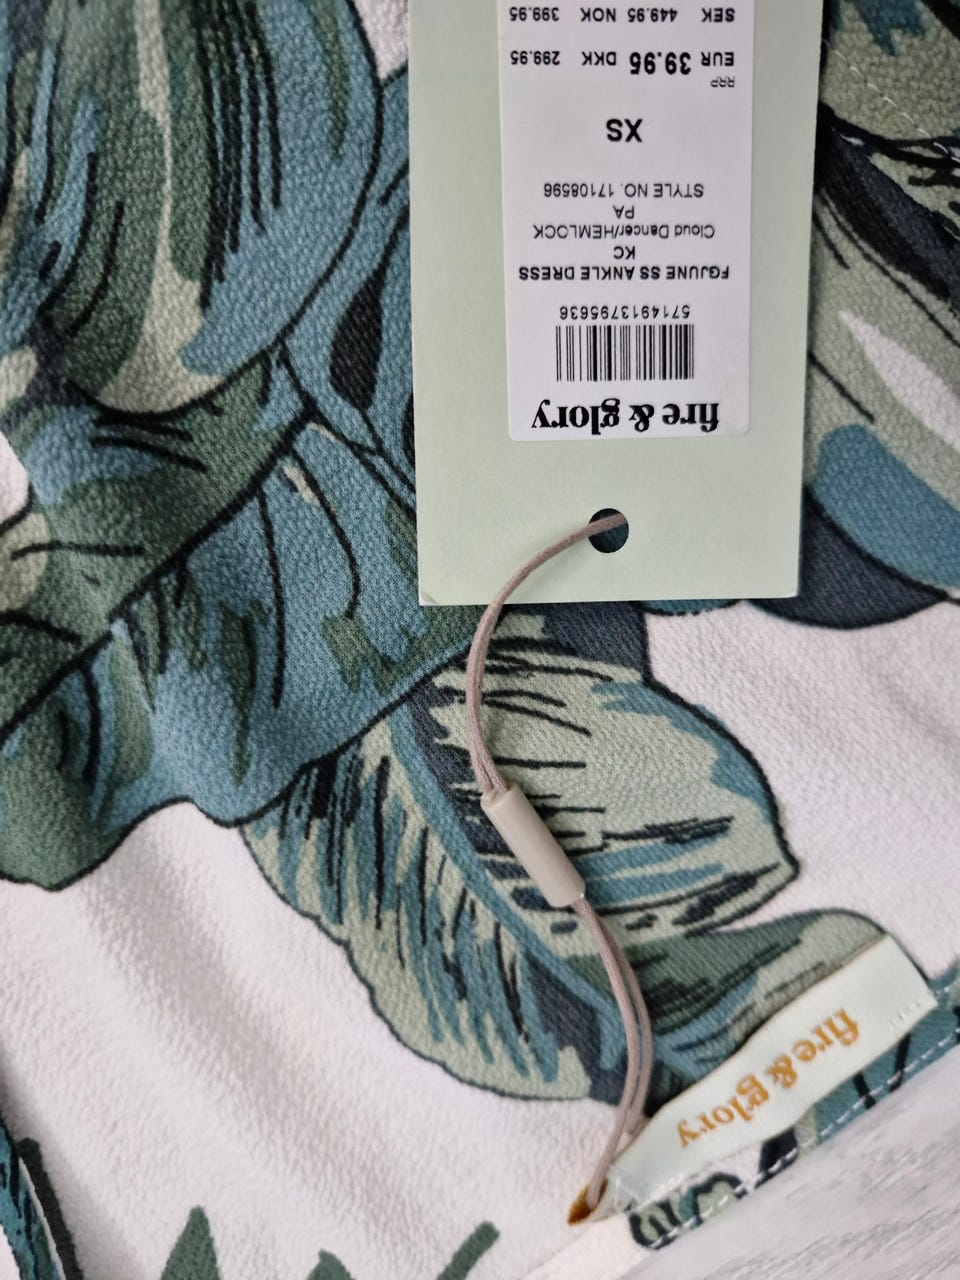 fire & glory
5714913795636
FGJUNE SS ANKLE DRESS
KC
Cloud Dancer/HEMLOCK
PA
STYLE NO. 17108596
XS
RRP
EUR 39.95 DKK 299.95
SEK 449.95 NOK 399.95
fire & glory